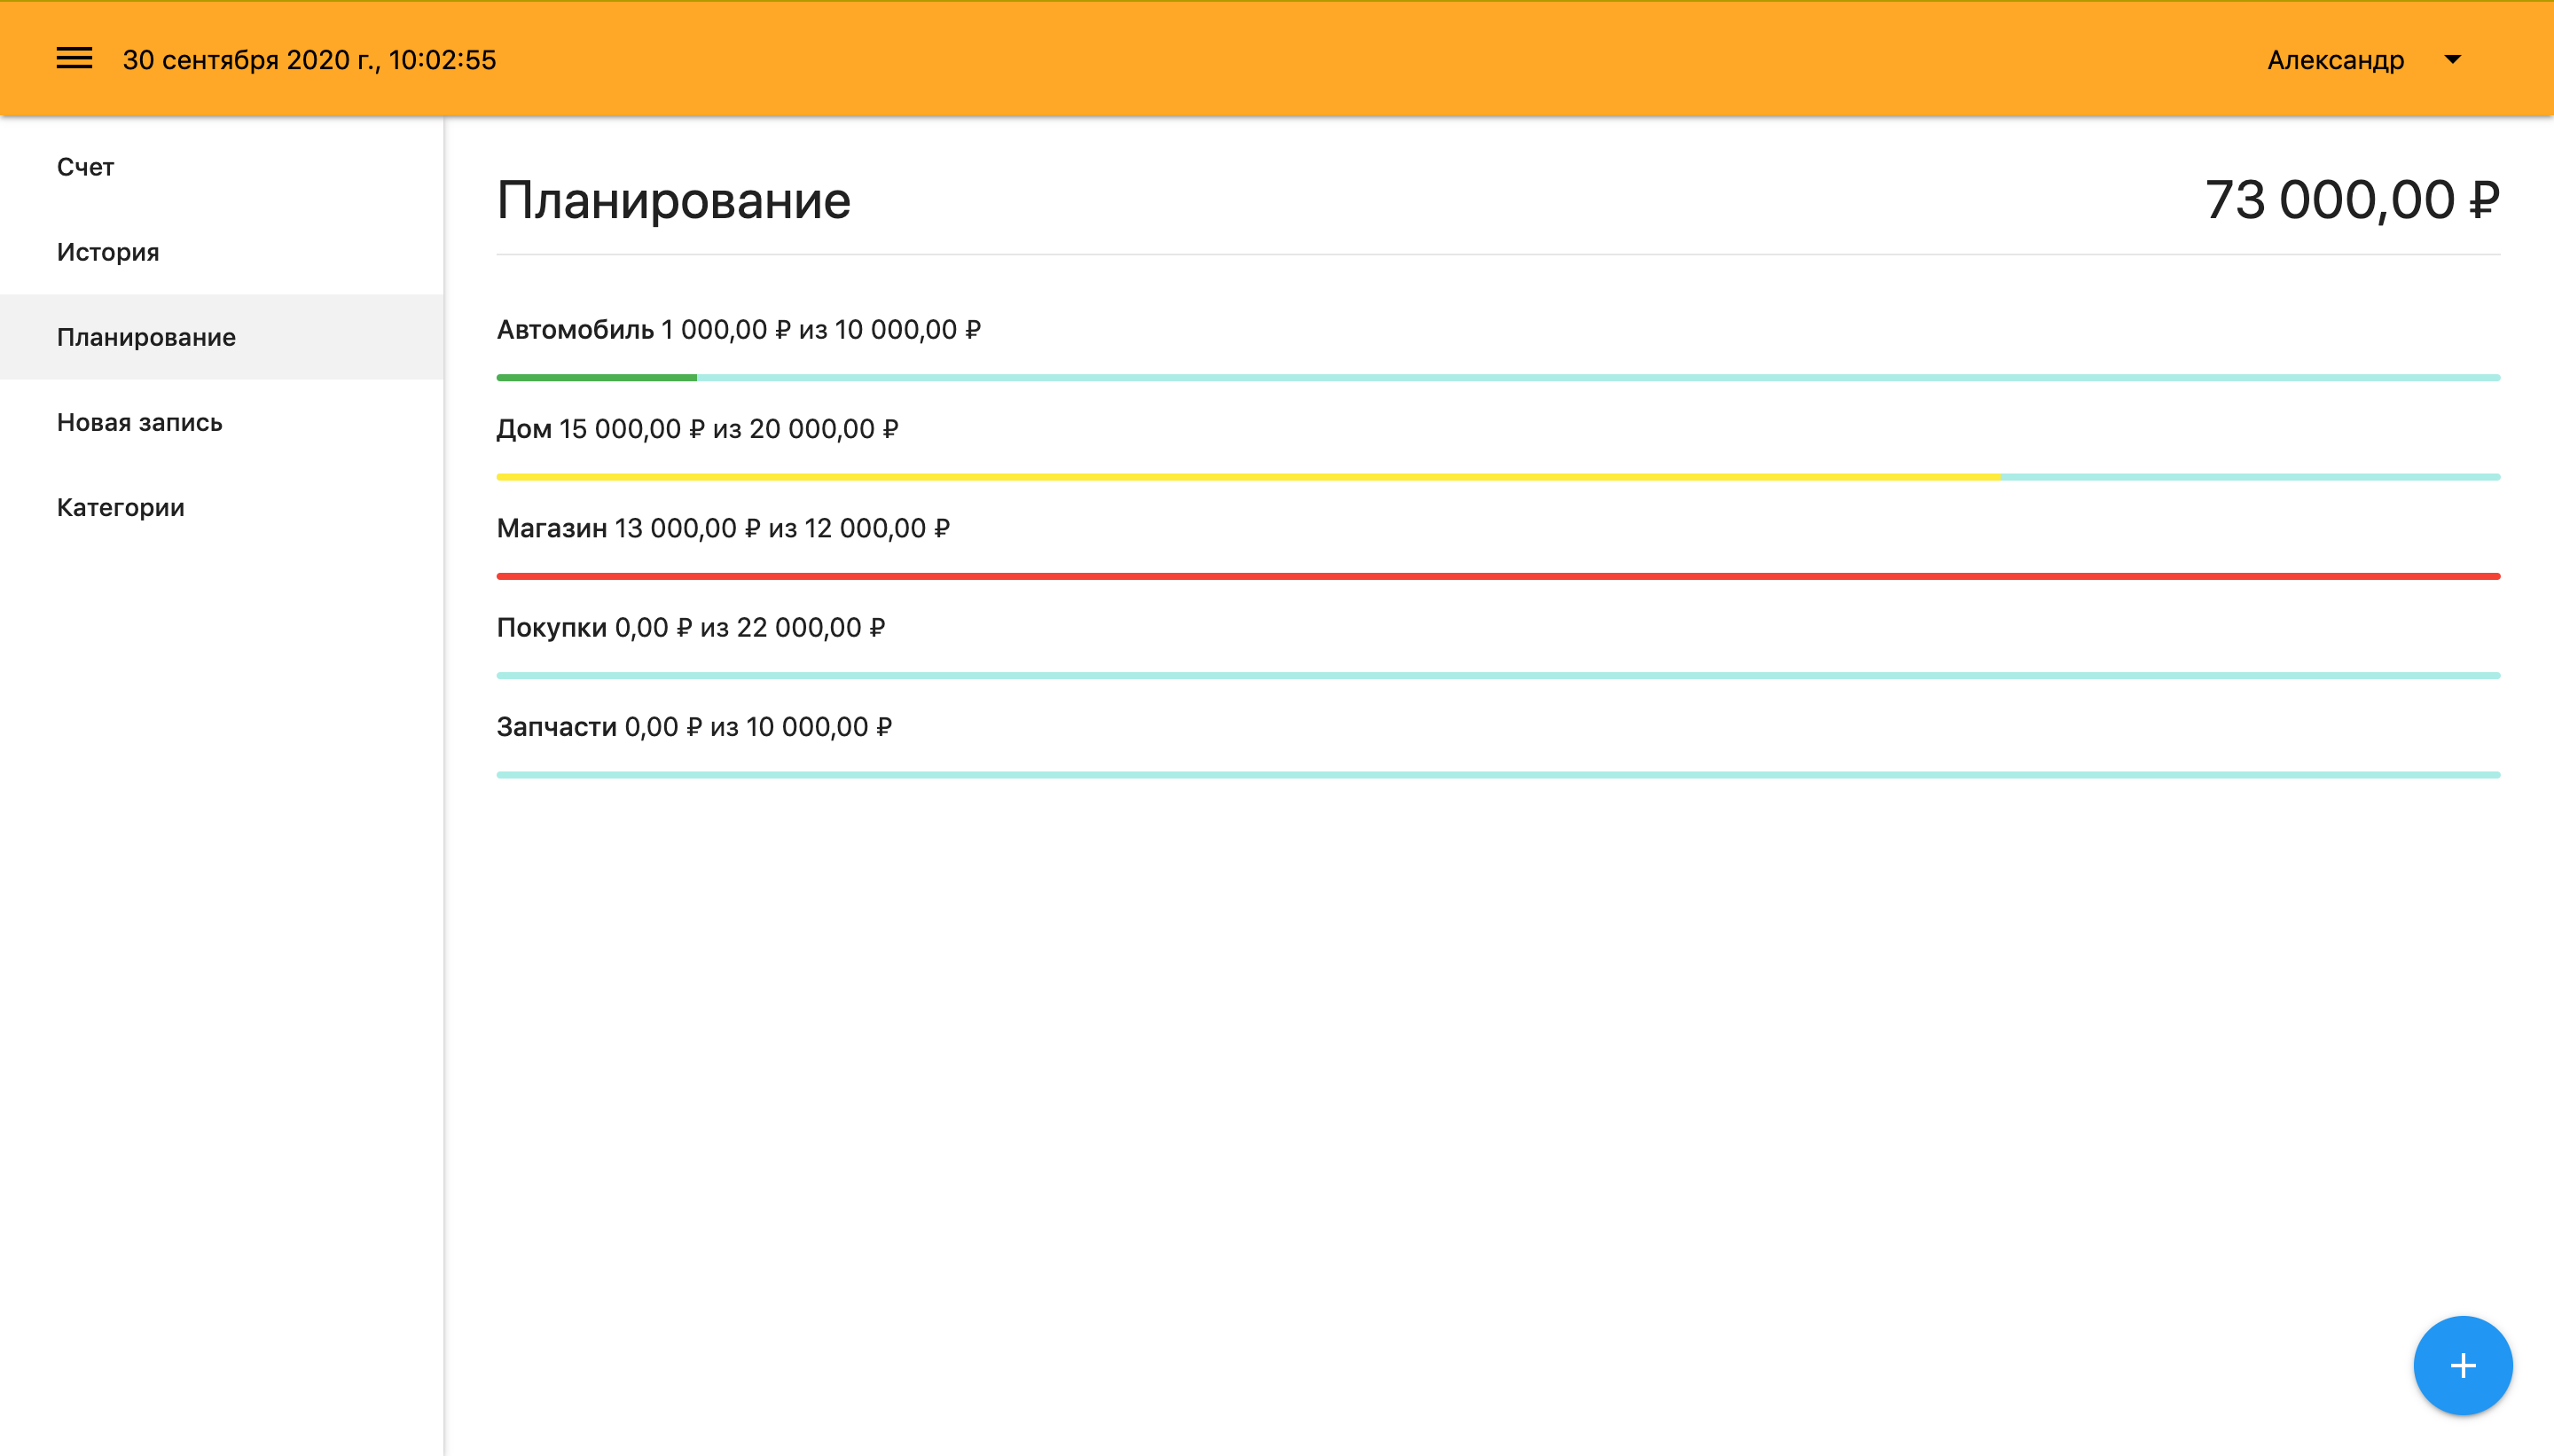 30 сентября 2020 г., 10:02:55
Александр
Счет
История
Планирование
Новая запись
Категории
Планирование
73 000,00 ₽
Автомобиль 1 000,00 ₽ из 10 000,00 ₽
Дом 15 000,00 ₽ из 20 000,00 ₽
Магазин 13 000,00 ₽ из 12 000,00 ₽
Покупки 0,00 ₽ из 22 000,00 ₽
Запчасти 0,00 ₽ из 10 000,00 ₽